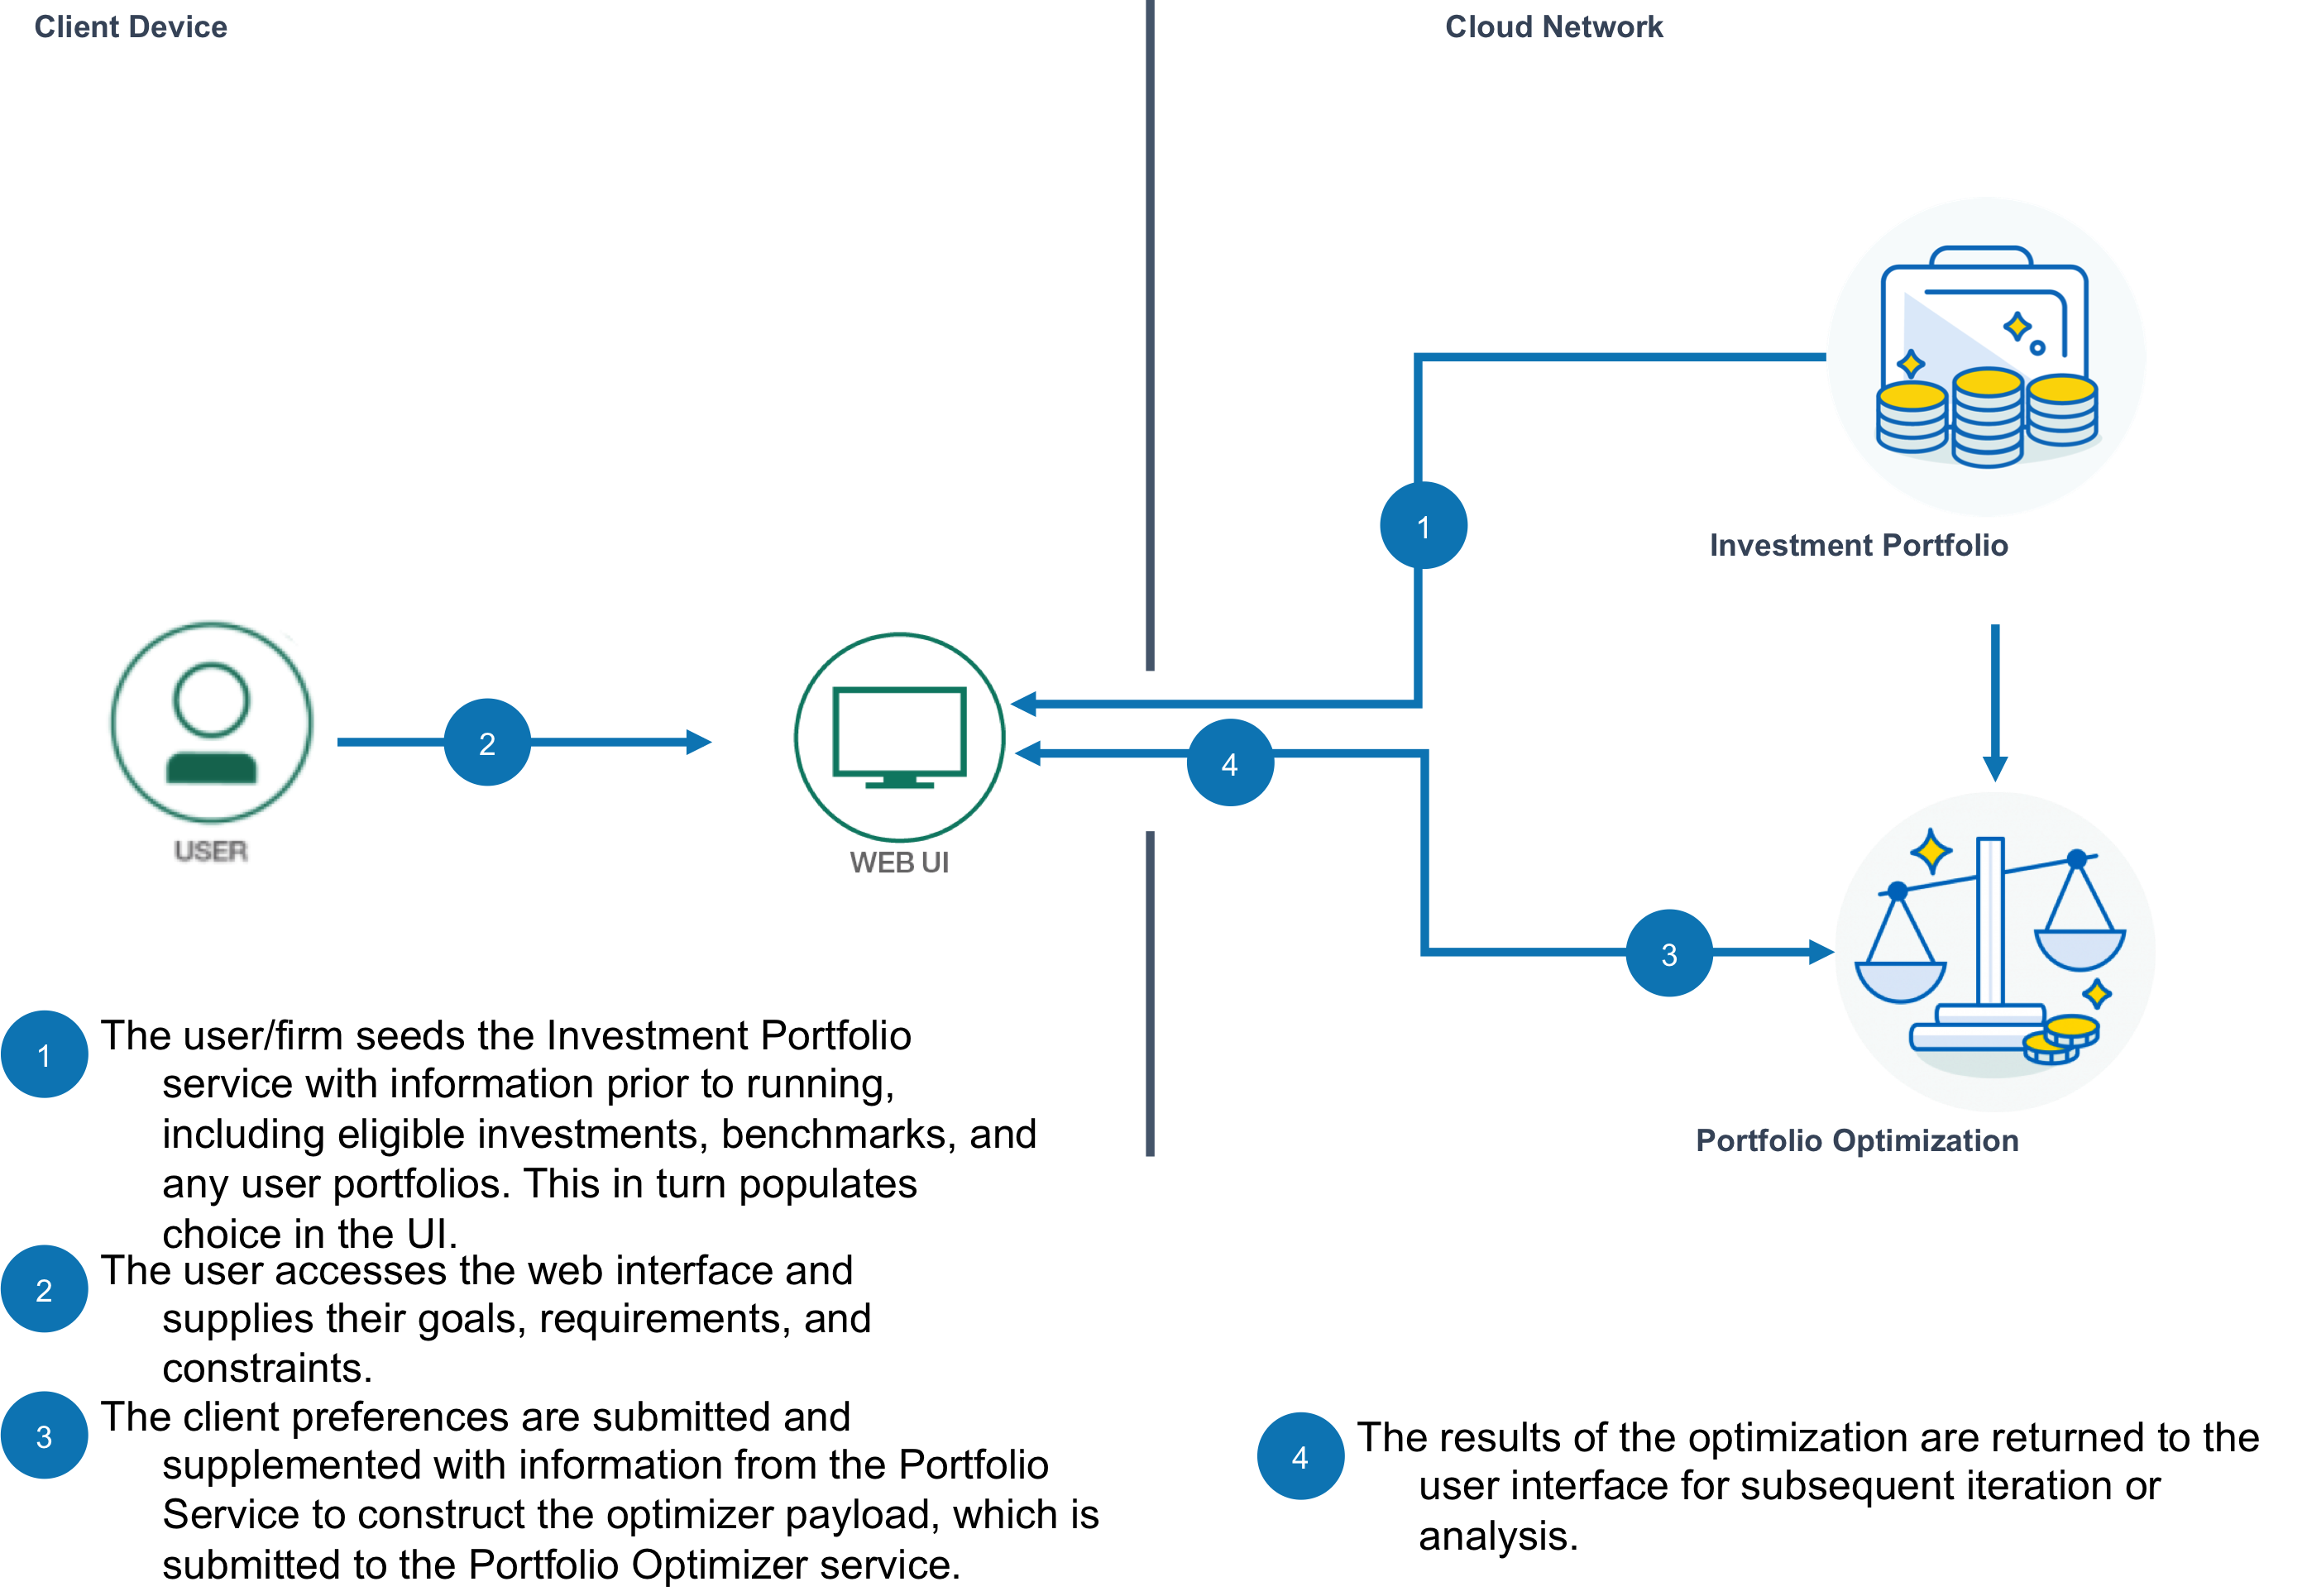 Client Device
Cloud Network
1
Investment Portfolio
2
4
USER
WEB UI
3
Portfolio Optimization
1
The user/firm seeds the Investment Portfolio
service with information prior to running,
including eligible investments, benchmarks, and
any user portfolios. This in turn populates
choice in the UI.
2
The user accesses the web interface and
supplies their goals, requirements, and
constraints.
3
The client preferences are submitted and
supplemented with information from the Portfolio
Service to construct the optimizer payload, which is
submitted to the Portfolio Optimizer service.
4
The results of the optimization are returned to the
user interface for subsequent iteration or
analysis.